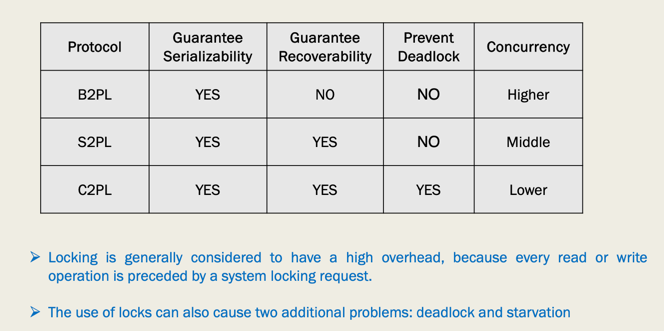 Protocol Guarantee Serializability Guarantee Recoverability Prevent Deadlock Concurrency
B2PL YES NO NO Higher
S2PL YES YES NO Middle
C2PL YES YES YES Lower
➢ Locking is generally considered to have a high overhead, because every read or write
operation is preceded by a system locking request.
➢ The use of locks can also cause two additional problems: deadlock and starvation